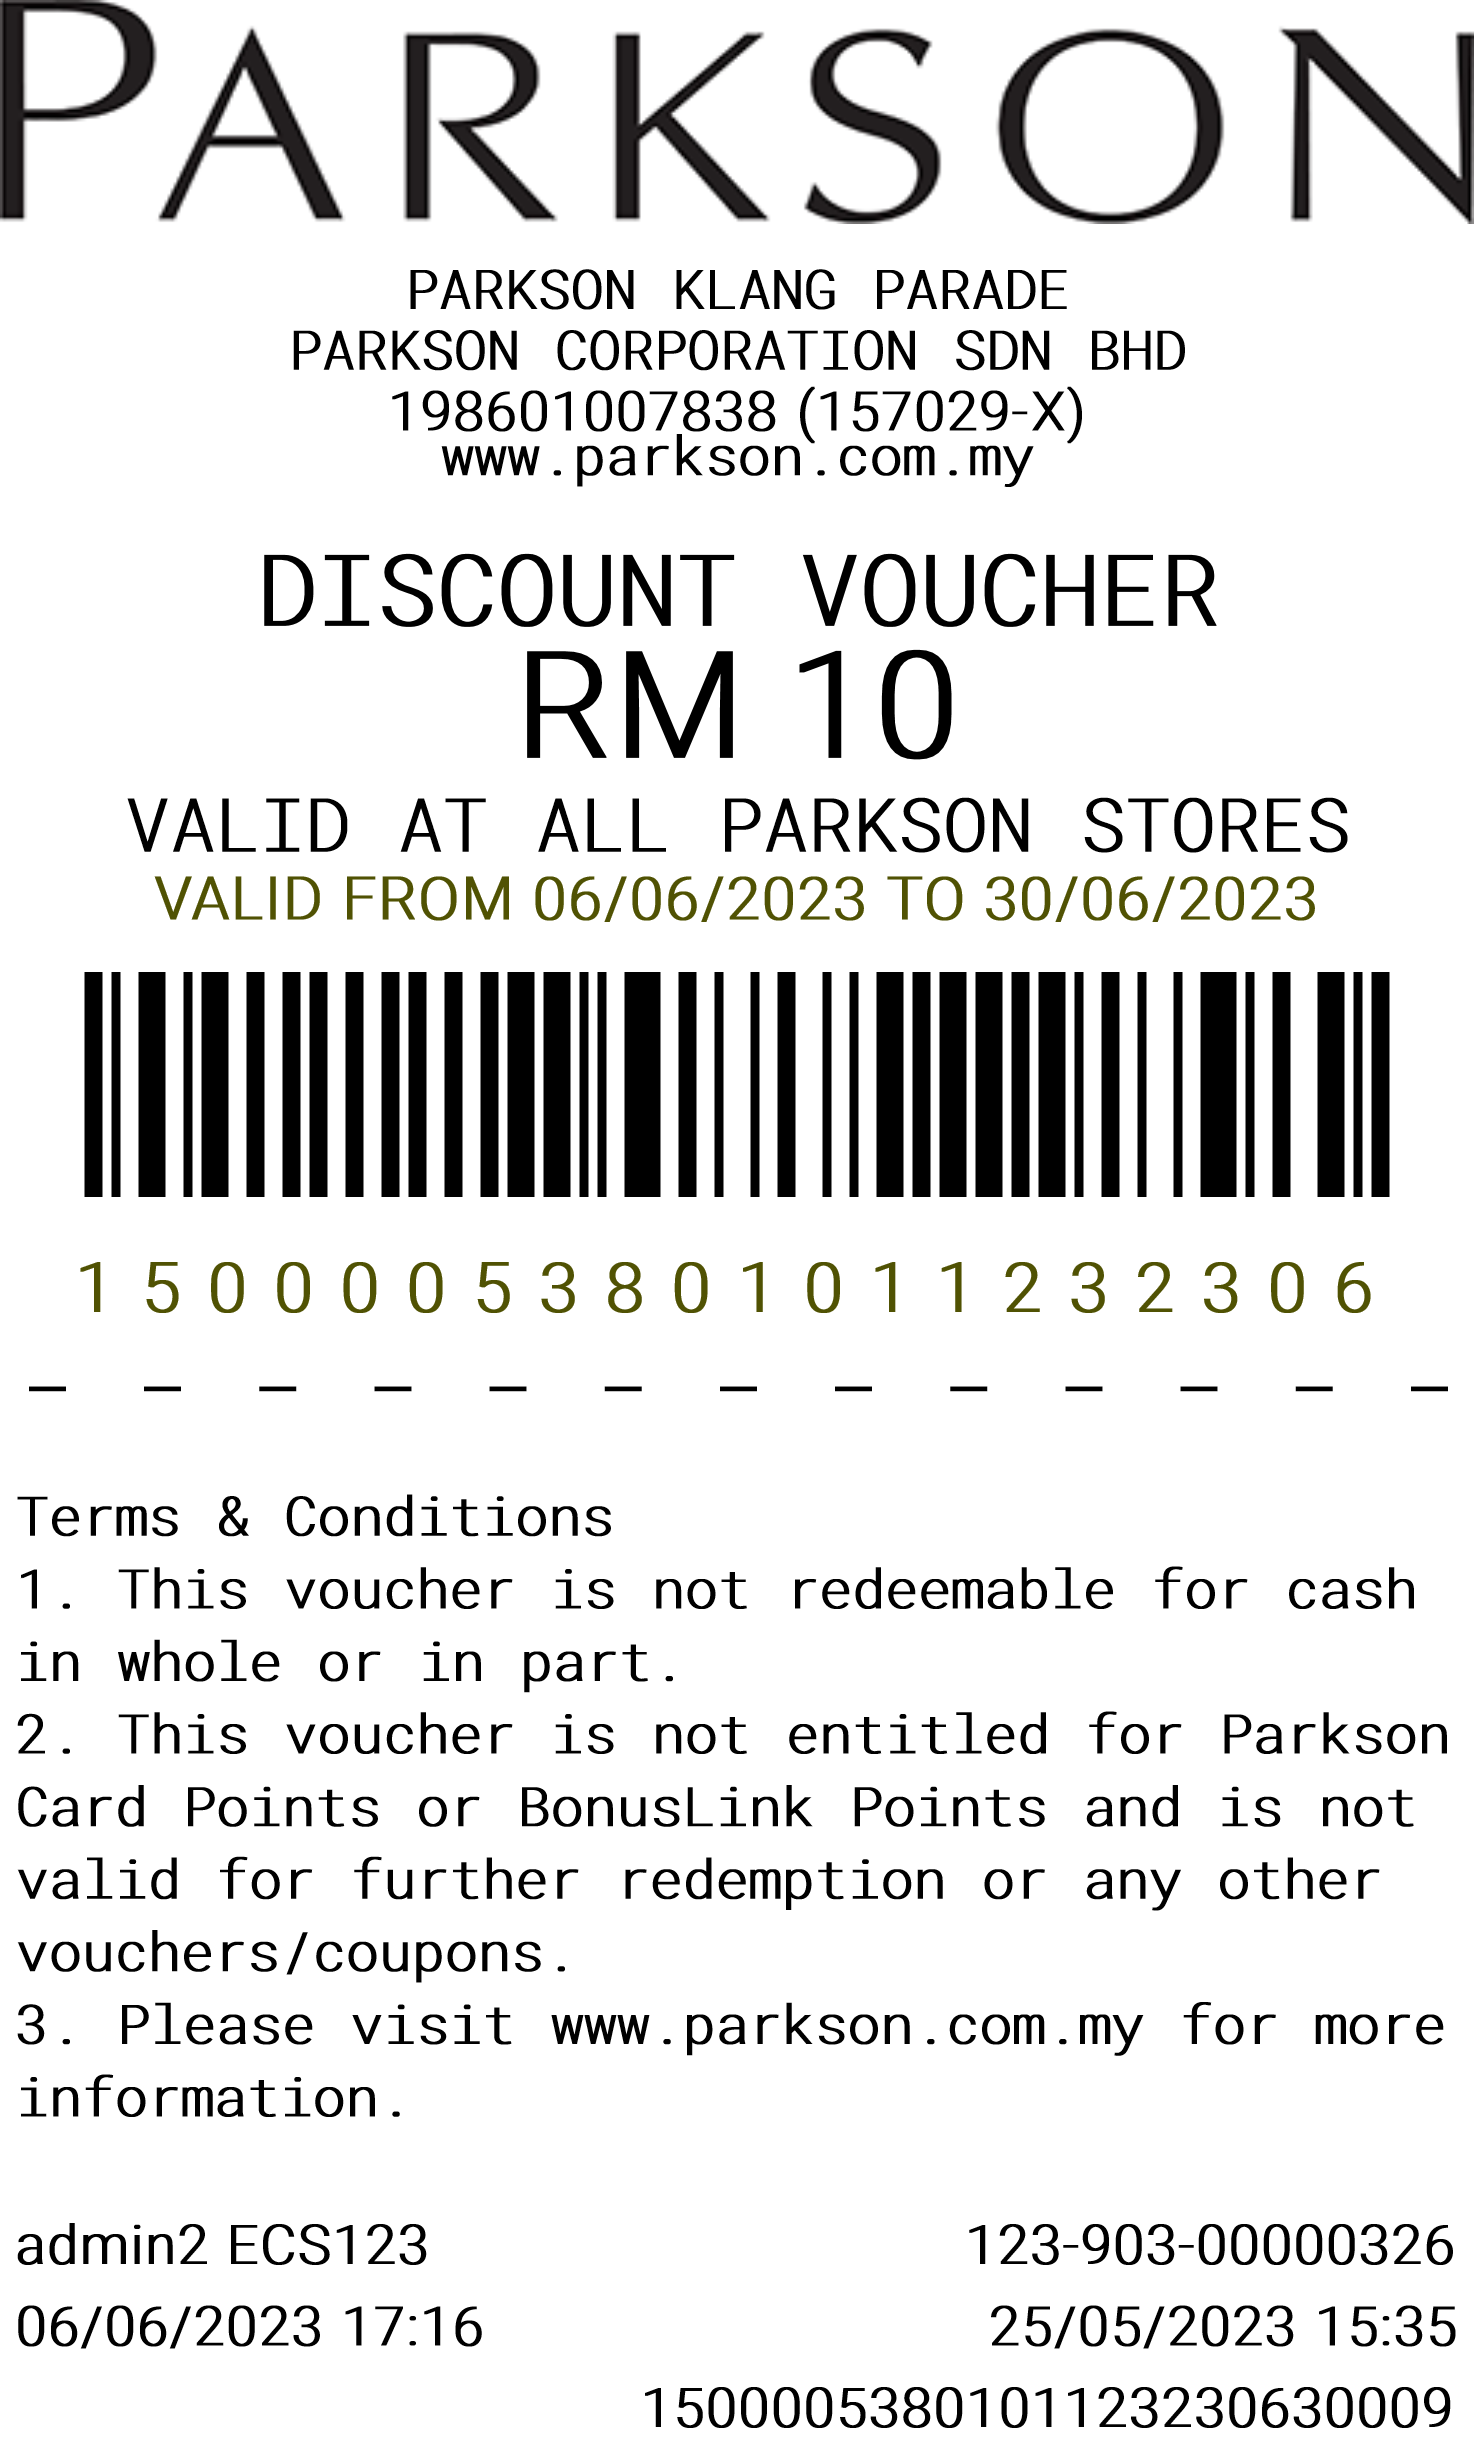 PARKSON
PARKSON KLANG PARADE
PARKSON CORPORATION SDN BHD
198601007838 (157029-X)
www.parkson.com.my
DISCOUNT VOUCHER
RM 10
VALID AT ALL PARKSON STORES
VALID FROM 06/06/2023 TO 30/06/2023
1 5 0 0 0 0 5 3 8 0 1 0 1 1 2 3 2 3 0 6
— — — — — — — — — — — — —
Terms & Conditions
1. This voucher is not redeemable for cash
in whole or in part.
2. This voucher is not entitled for Parkson
Card Points or BonusLink Points and is not
valid for further redemption or any other
vouchers/coupons.
3. Please visit www.parkson.com.my for more
information.
admin2 ECS123 123-903-00000326
06/06/2023 17:16 25/05/2023 15:35
1500005380101123230630009